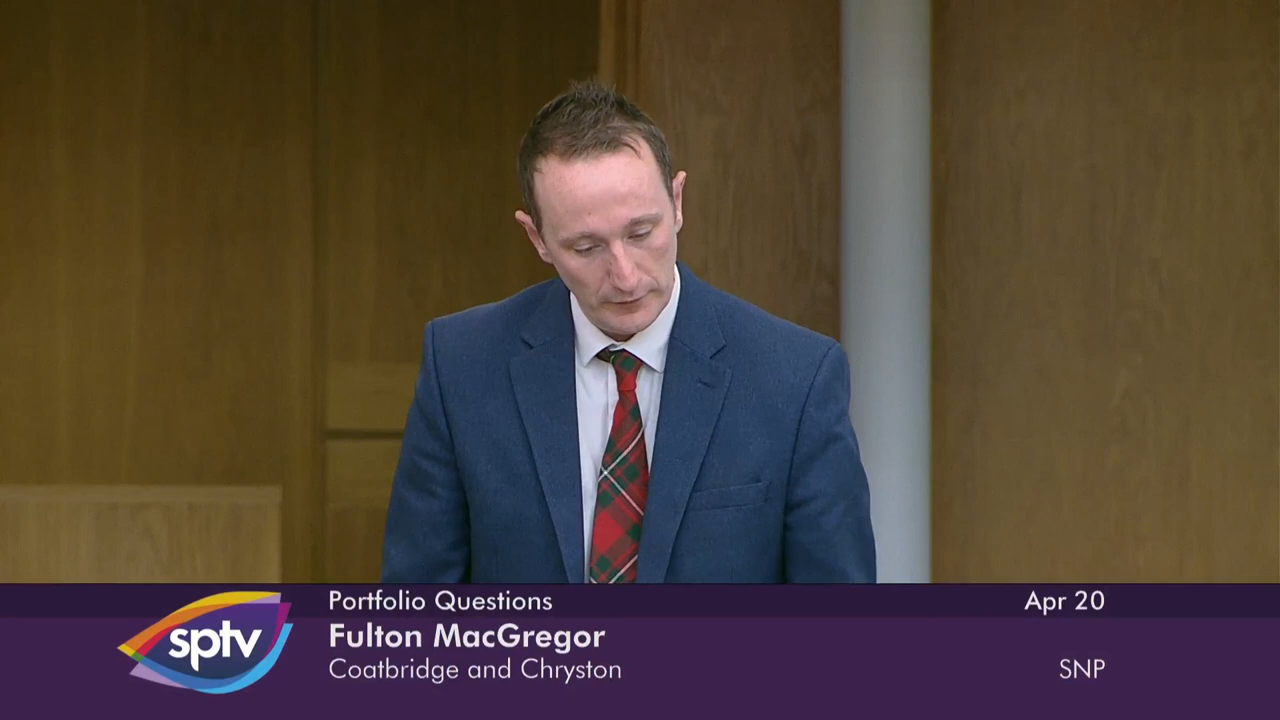 Portfolio Questions Apr 20
sptv
Fulton MacGregor
Coatbridge and Chryston SNP